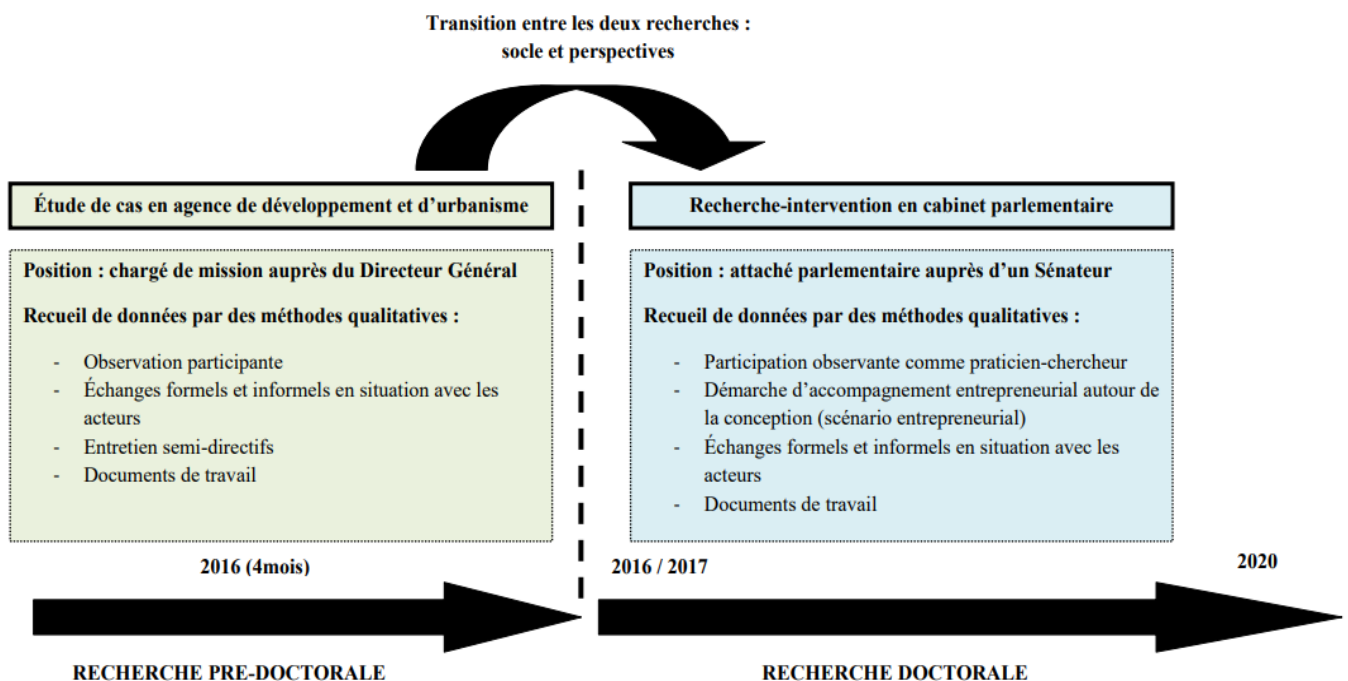 Transition entre les deux recherches :
socle et perspectives
Étude de cas en agence de développement et d'urbanisme
Position : chargé de mission auprès du Directeur Général
Recueil de données par des méthodes qualitatives :
- Observation participante
- Échanges formels et informels en situation avec les
acteurs
- Entretien semi-directifs
- Documents de travail
Recherche-intervention en cabinet parlementaire
Position : attaché parlementaire auprès d'un Sénateur
Recueil de données par des méthodes qualitatives :
- Participation observante comme praticien-chercheur
- Démarche d'accompagnement entrepreneurial autour de
la conception (scénario entrepreneurial)
- Échanges formels et informels en situation avec les
acteurs
- Documents de travail
2016 (4mois)
2016 / 2017
2020
RECHERCHE PRE-DOCTORALE
RECHERCHE DOCTORALE